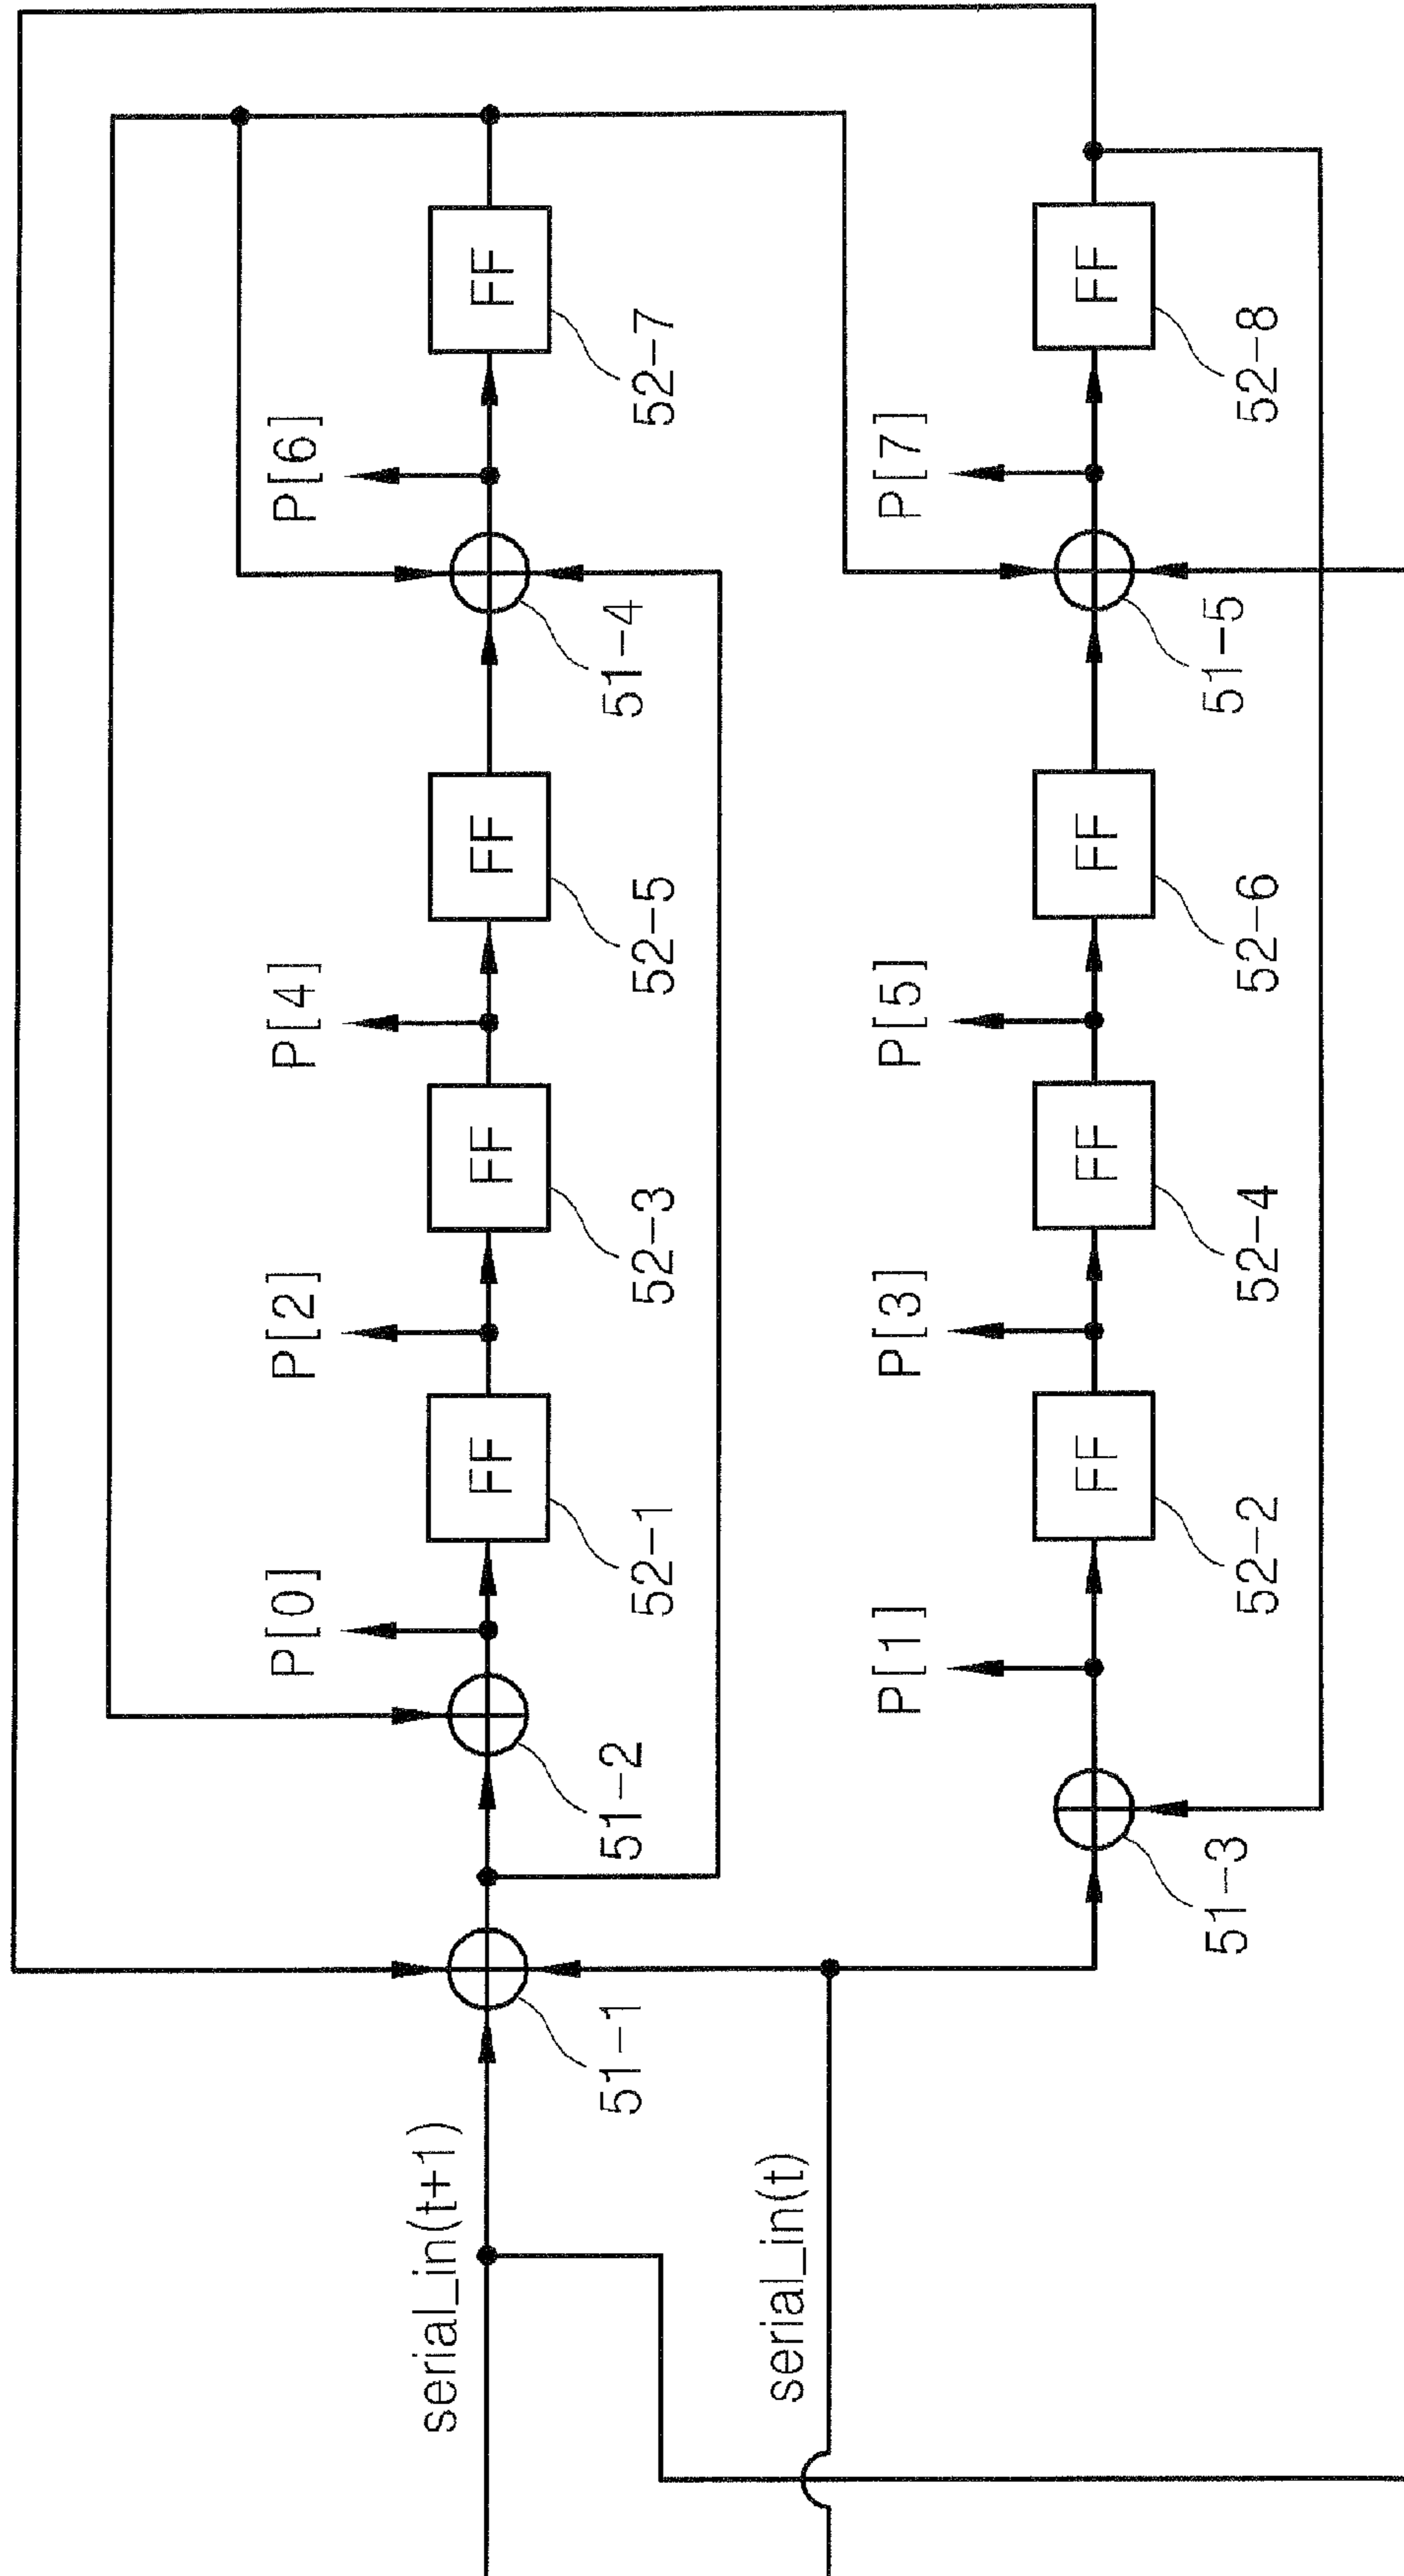 serial_in(t+1)
51-1
51-2
P[0]
FF
52-1
P[2]
FF
52-3
P[4]
FF
52-5
51-4
P[6]
FF
52-7
serial_in(t)
51-3
P[1]
FF
52-2
P[3]
FF
52-4
P[5]
FF
52-6
51-5
P[7]
FF
52-8